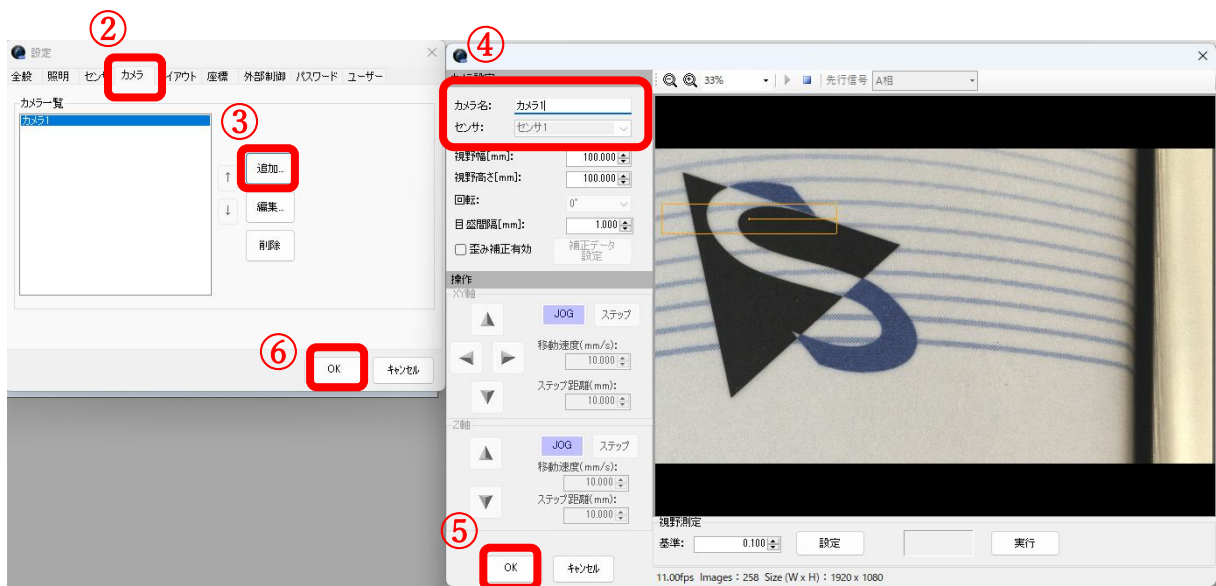 ②
設定
全般 照明 センサ カメラ レイアウト 座標 外部制御 パスワード ユーザー
カメラ一覧
カメラ1
③
追加...
↑
↓
編集...
削除
⑥
OK
キャンセル
④
カメラ設定
カメラ名: カメラ1
センサ: センサ1
視野幅[mm]: 100.000
視野高さ[mm]: 100.000
回転: 0°
目盛間隔[mm]: 1.000
歪み補正有効
補正データ
設定
操作
XY軸
JOG ステップ
移動速度(mm/s):
10.000
ステップ距離(mm):
10.000
Z軸
JOG ステップ
移動速度(mm/s):
10.000
ステップ距離(mm):
10.000
⑤
OK
キャンセル
33%
先行信号 A相
視野測定
基準: 0.100 設定 実行
11.00fps Images：258 Size (W x H)：1920 x 1080